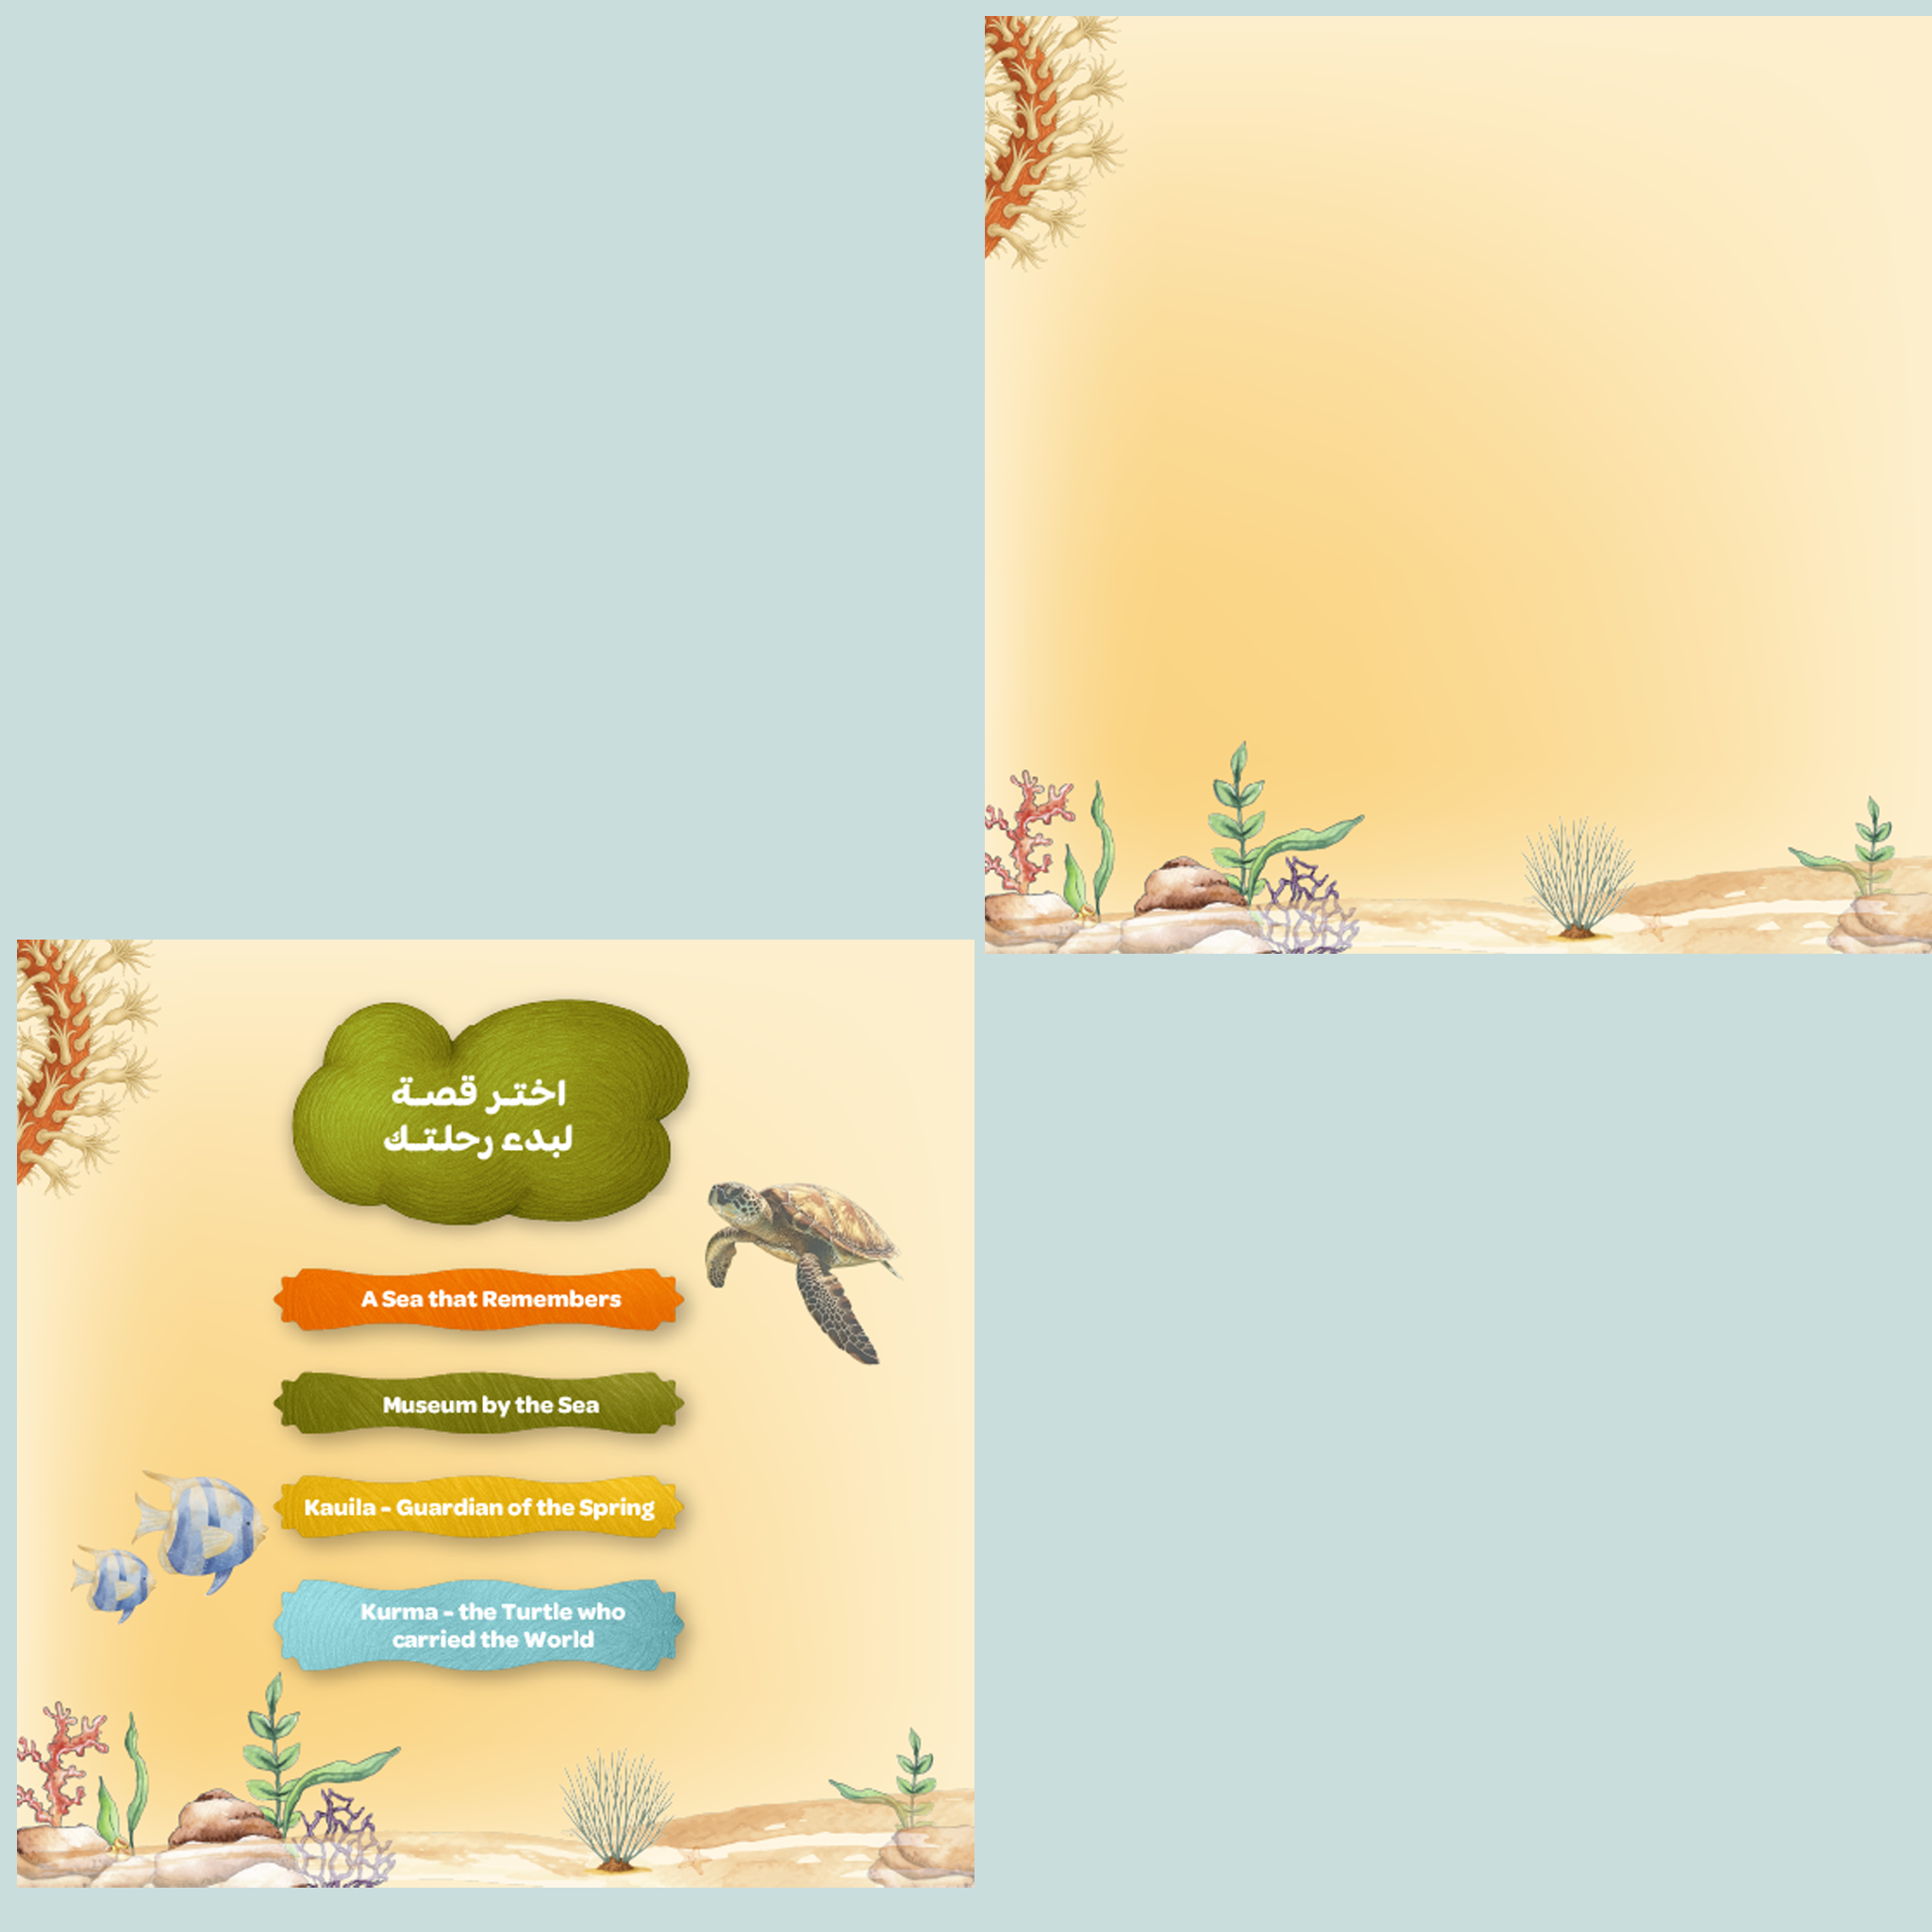 اختر قصة
لبدء رحلتك
A Sea that Remembers
Museum by the Sea
Kauila - Guardian of the Spring
Kurma - the Turtle who
carried the World